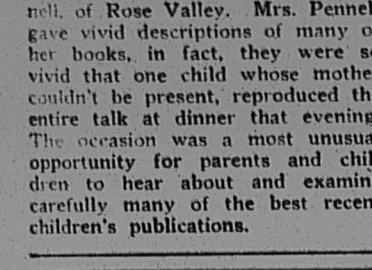 nell, of Rose Valley. Mrs. Pennel
gave vivid descriptions of many o
her books, in fact, they were s
vivid that one child whose mothe
couldn't be present, reproduced th
entire talk at dinner that evening
The occasion was a most unusua
opportunity for parents and chil
dren to hear about and examin
carefully many of the best recen
children's publications.